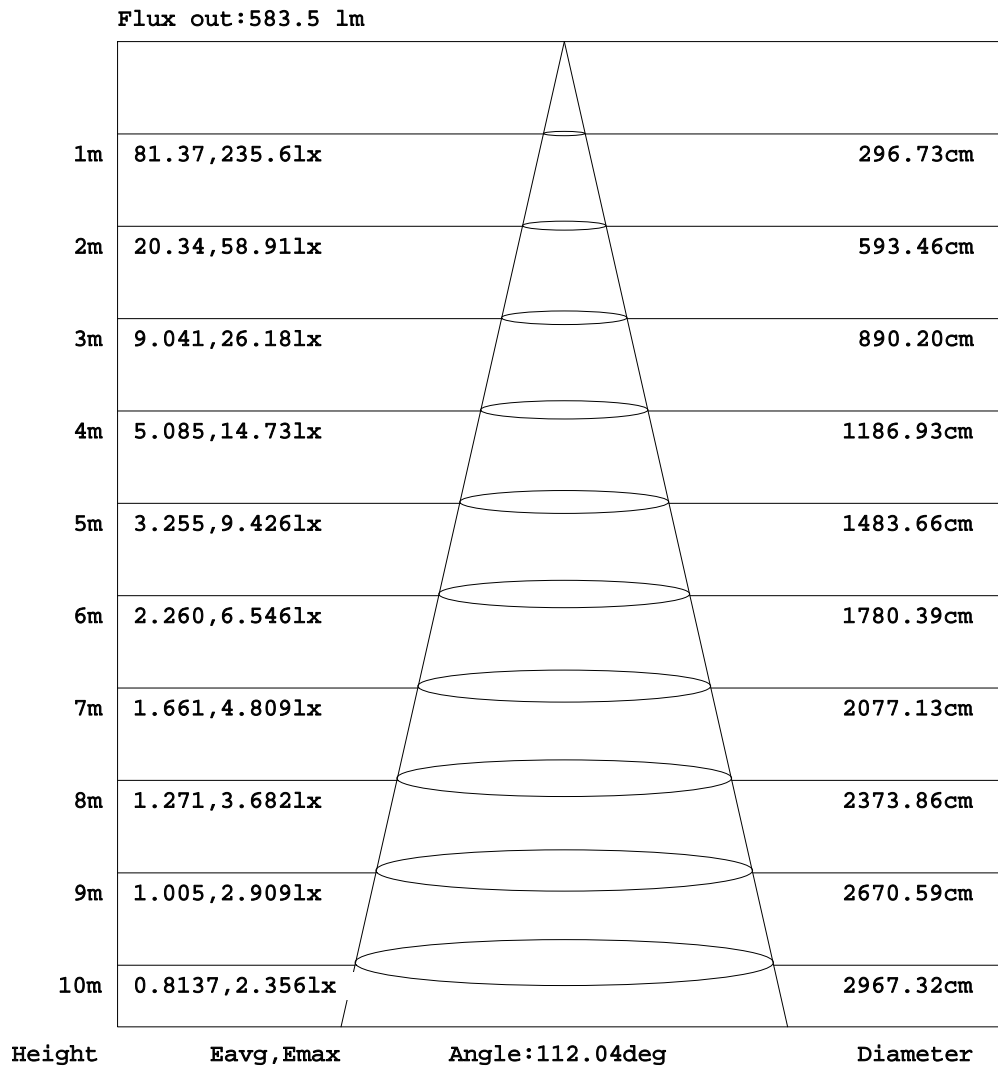 Flux out:583.5 lm
1m 81.37,235.6lx 296.73cm
2m 20.34,58.91lx 593.46cm
3m 9.041,26.18lx 890.20cm
4m 5.085,14.73lx 1186.93cm
5m 3.255,9.426lx 1483.66cm
6m 2.260,6.546lx 1780.39cm
7m 1.661,4.809lx 2077.13cm
8m 1.271,3.682lx 2373.86cm
9m 1.005,2.909lx 2670.59cm
10m 0.8137,2.356lx 2967.32cm
Height Eavg,Emax Angle:112.04deg Diameter